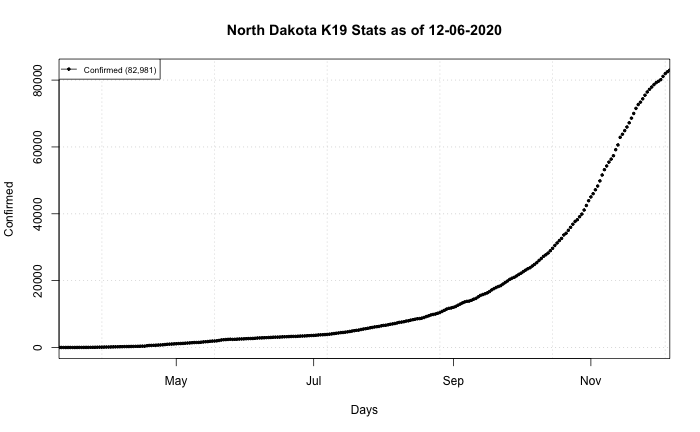 North Dakota K19 Stats as of 12-06-2020
Confirmed (82,981)
80000
60000
40000
20000
0
Confirmed
May Jul Sep Nov
Days